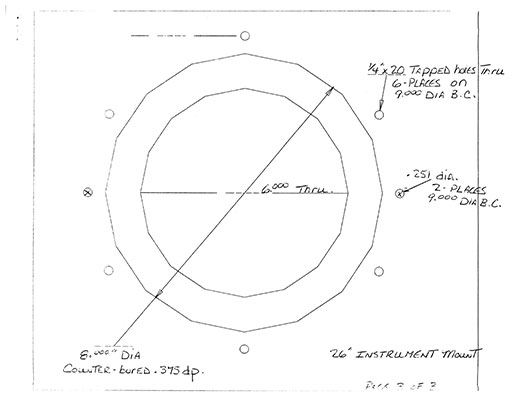 1/4" x 20 Tapped holes Thru
6-Places on
9.000 Dia B.C.
6.000 Thru.
.251 dia.
2-Places
9.000 Dia B.C.
8.000" Dia
Counter-bored .375 dp.
26" Instrument Mount
Page 3 of 3